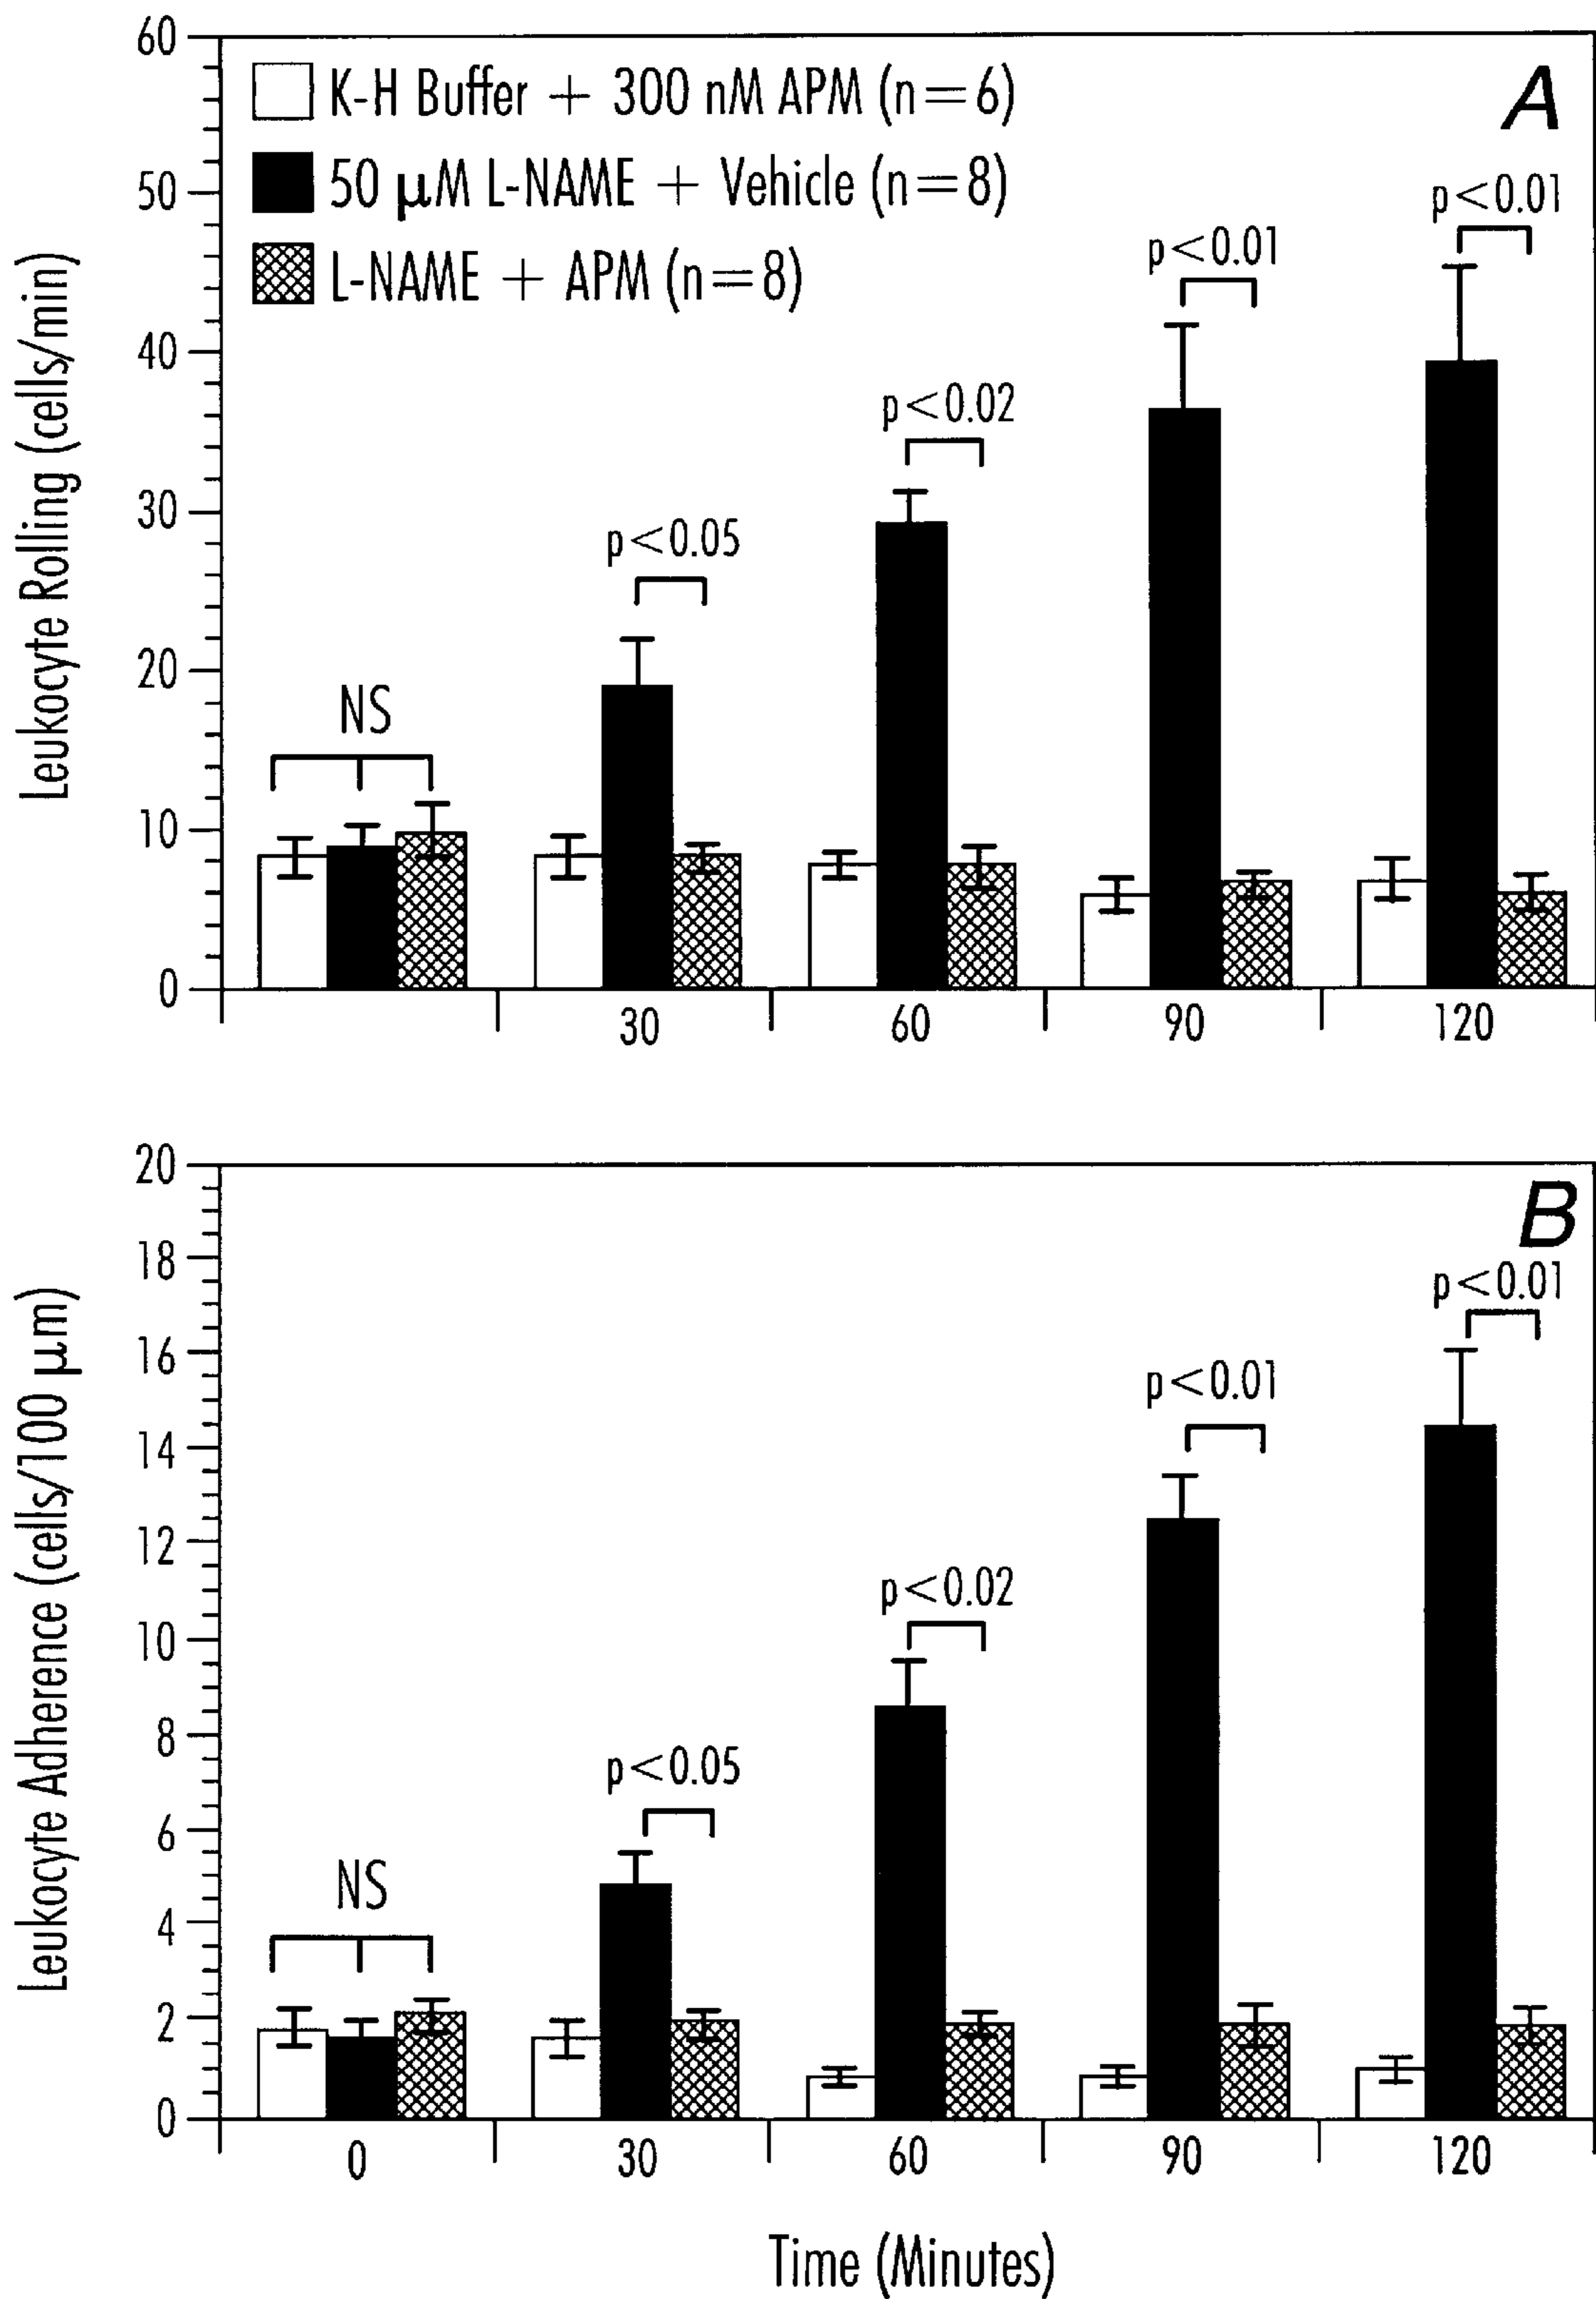 60
K-H Buffer + 300 nM APM (n=6)
A
50 μM L-NAME + Vehicle (n=8)
50
p<0.01
L-NAME + APM (n=8)
p<0.01
40
p<0.02
30
p<0.05
20
NS
10
0
Leukocyte Rolling (cells/min)
30
60
90
120
20
B
18
p<0.01
16
p<0.01
14
12
p<0.02
10
8
p<0.05
6
NS
4
2
0
Leukocyte Adherence (cells/100 μm)
0
30
60
90
120
Time (Minutes)